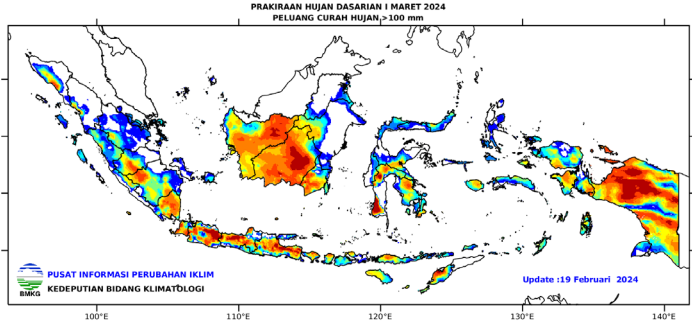 PRAKIRAAN HUJAN DASARIAN I MARET 2024
PELUANG CURAH HUJAN >100 mm
PUSAT INFORMASI PERUBAHAN IKLIM
KEDEPUTIAN BIDANG KLIMATOLOGI
BMKG
Update :19 Februari 2024
100°E
110°E
120°E
130°E
140°E